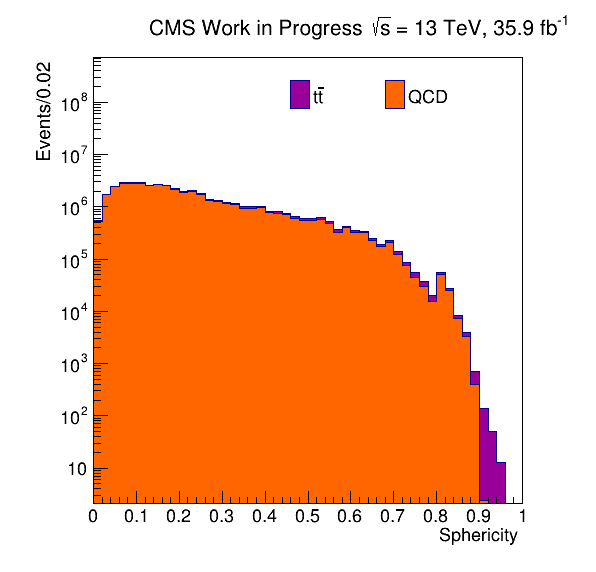 CMS Work in Progress √s = 13 TeV, 35.9 fb⁻¹
Events/0.02
tt̄ QCD
10⁸
10⁷
10⁶
10⁵
10⁴
10³
10²
10
0 0.1 0.2 0.3 0.4 0.5 0.6 0.7 0.8 0.9 1
Sphericity